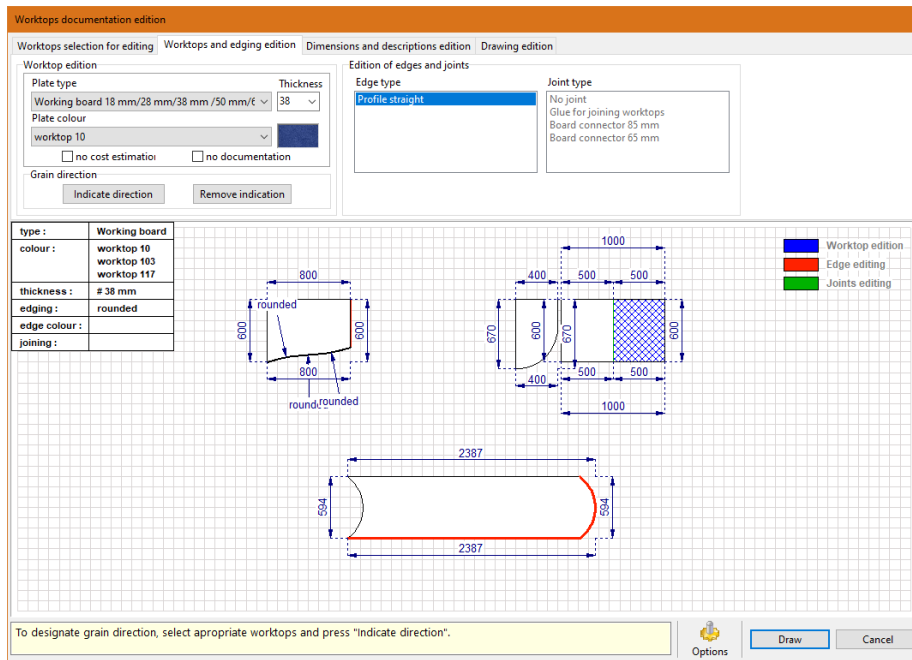 Worktops documentation edition
Worktops selection for editing Worktops and edging edition Dimensions and descriptions edition Drawing edition
Worktop edition
Plate type Thickness
Working board 18 mm/28 mm/38 mm /50 mm/6 38
Plate colour
worktop 10
no cost estimation no documentation
Grain direction
Indicate direction Remove indication
Edition of edges and joints
Edge type
Profile straight
Joint type
No joint
Glue for joining worktops
Board connector 85 mm
Board connector 65 mm
type : Working board
colour : worktop 10
worktop 103
worktop 117
thickness : # 38 mm
edging : rounded
edge colour :
joining :
800
rounded
600 600
800
rounded
rounded
1000
400 500 500
670 600 670 600
400 500 500
1000
Worktop edition
Edge editing
Joints editing
2387
594 594
2387
To designate grain direction, select apropriate worktops and press "Indicate direction".
Options
Draw Cancel